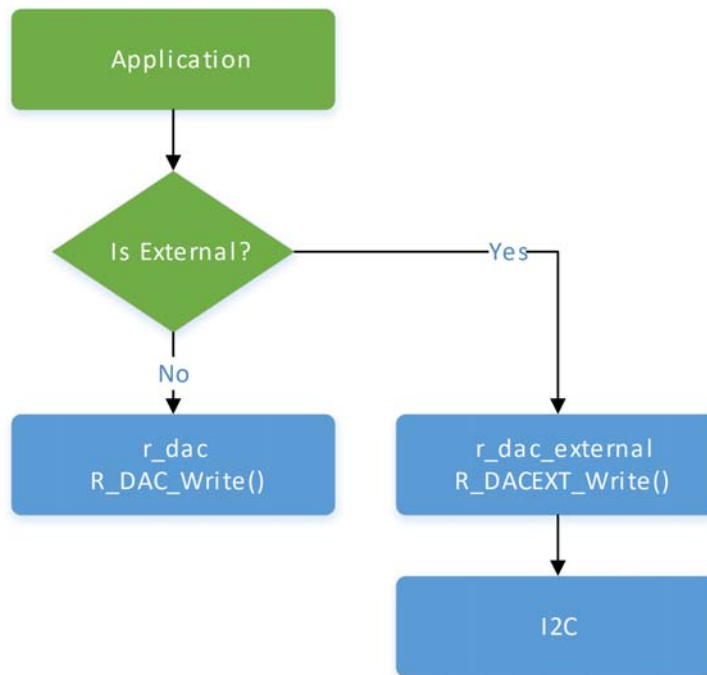 Application
Is External?
Yes
No
r_dac
R_DAC_Write()
r_dac_external
R_DACEXT_Write()
I2C